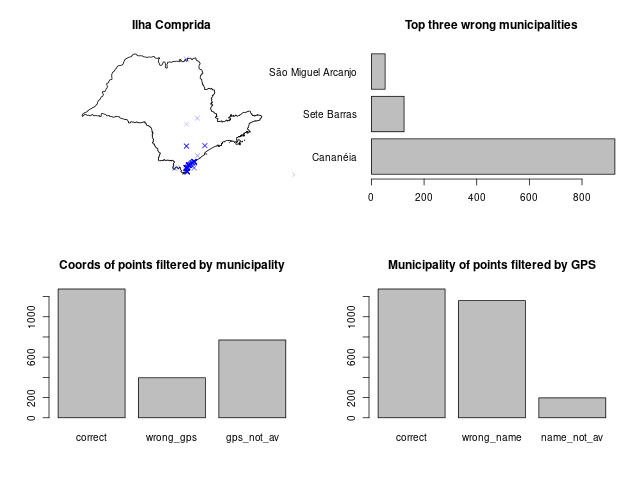 Ilha Comprida
Top three wrong municipalities
São Miguel Arcanjo
Sete Barras
Cananéia
0 200 400 600 800
Coords of points filtered by municipality
0 200 600 1000
correct wrong_gps gps_not_av
Municipality of points filtered by GPS
0 200 600 1000
correct wrong_name name_not_av